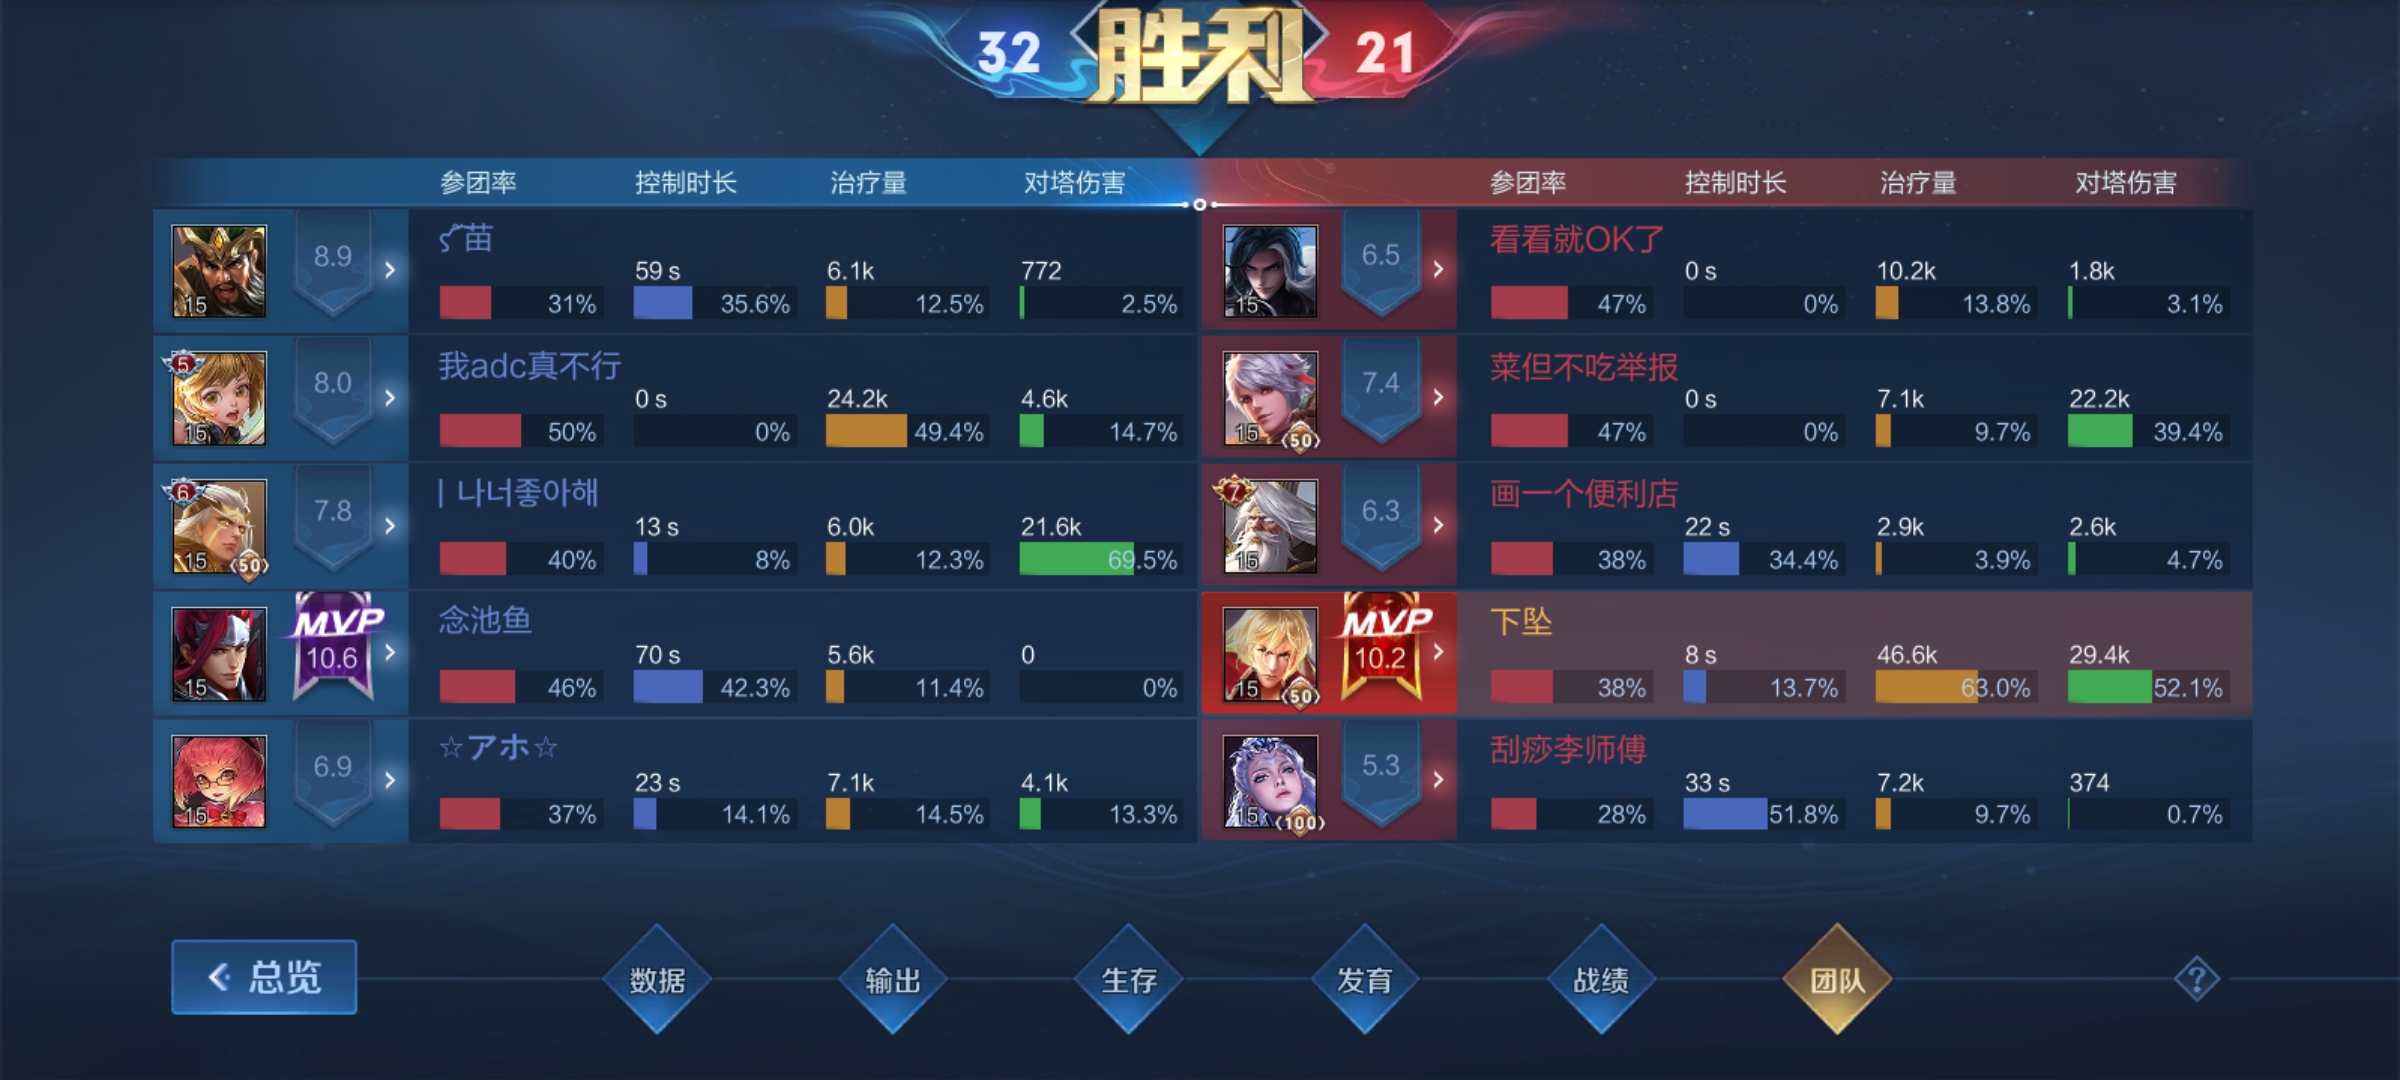 32 胜利 21
参团率 控制时长 治疗量 对塔伤害 参团率 控制时长 治疗量 对塔伤害
苗
15 8.9 59 s 6.1k 772
31% 35.6% 12.5% 2.5%
看看就OK了
15 6.5 0 s 10.2k 1.8k
47% 0% 13.8% 3.1%
我adc真不行
5 15 8.0 0 s 24.2k 4.6k
50% 0% 49.4% 14.7%
菜但不吃举报
15 50 7.4 0 s 7.1k 22.2k
47% 0% 9.7% 39.4%
| 나너좋아해
6 15 50 7.8 13 s 6.0k 21.6k
40% 8% 12.3% 69.5%
画一个便利店
7 15 6.3 22 s 2.9k 2.6k
38% 34.4% 3.9% 4.7%
念池鱼
15 MVP 10.6 70 s 5.6k 0
46% 42.3% 11.4% 0%
下坠
15 50 MVP 10.2 8 s 46.6k 29.4k
38% 13.7% 63.0% 52.1%
☆アホ☆
15 6.9 23 s 7.1k 4.1k
37% 14.1% 14.5% 13.3%
刮痧李师傅
15 100 5.3 33 s 7.2k 374
28% 51.8% 9.7% 0.7%
总览 数据 输出 生存 发育 战绩 团队 ?